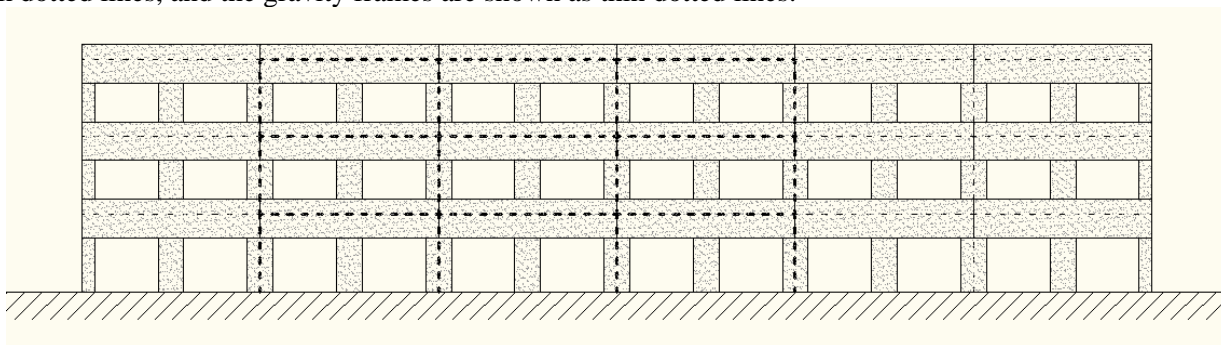 dotted lines, and the gravity frames are shown as thin dotted lines.